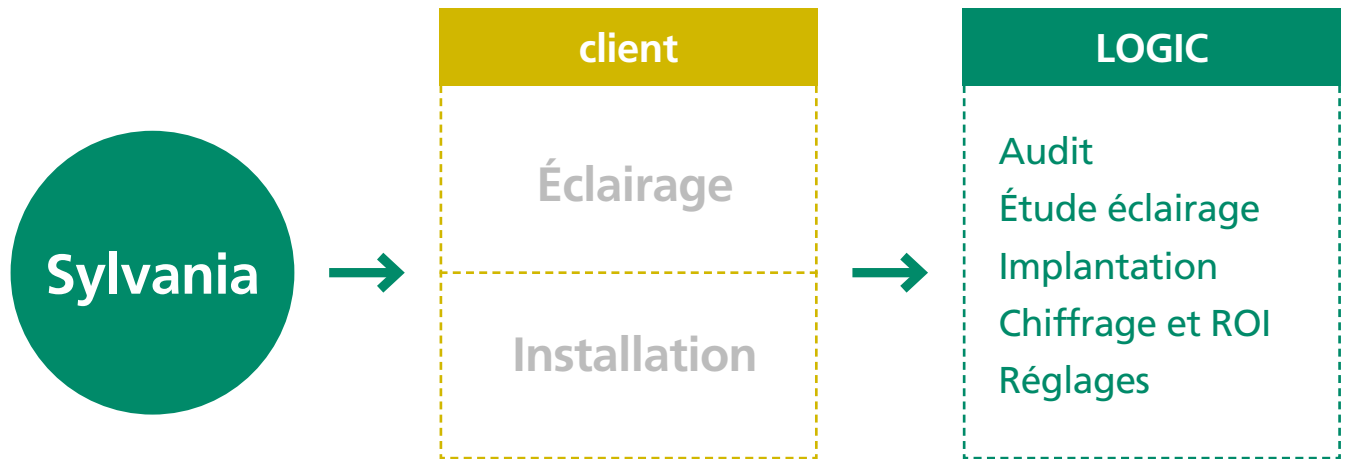 Sylvania
client
Éclairage
Installation
LOGIC
Audit
Étude éclairage
Implantation
Chiffrage et ROI
Réglages